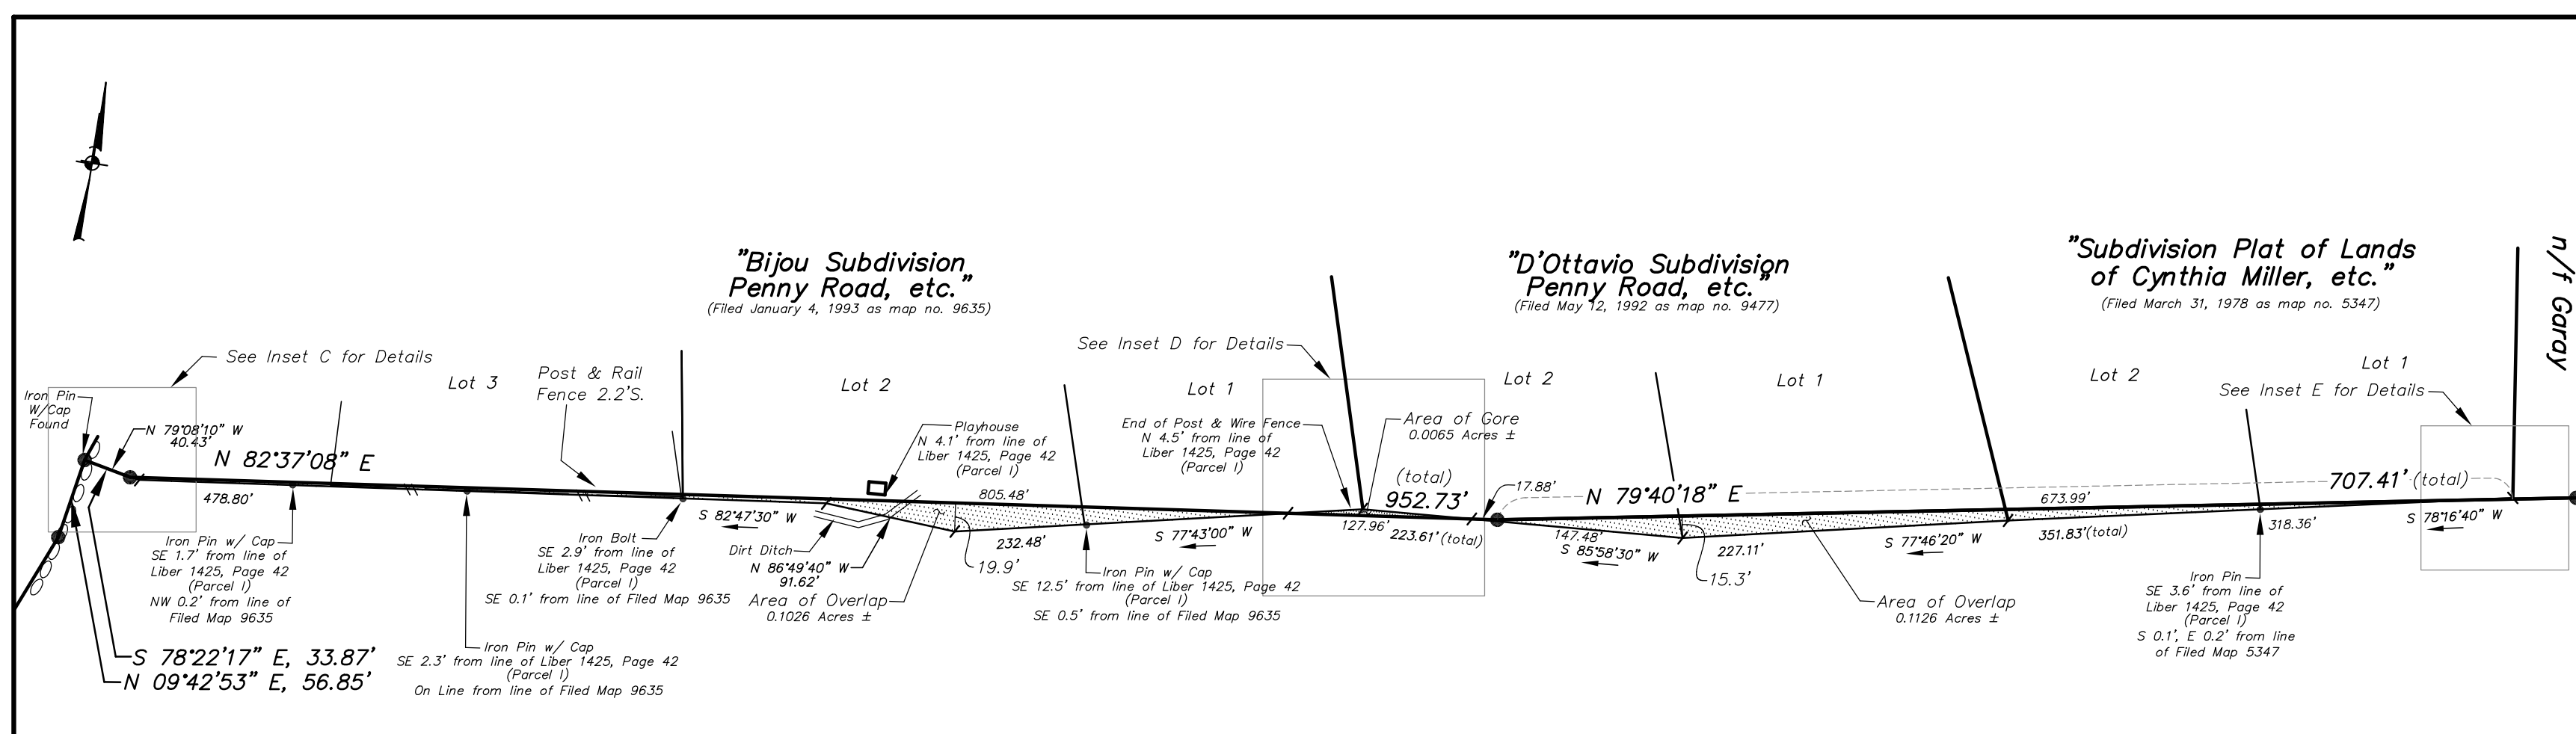 "Bijou Subdivision
Penny Road, etc."
(Filed January 4, 1993 as map no. 9635)
"D'Ottavio Subdivision
Penny Road, etc."
(Filed May 12, 1992 as map no. 9477)
"Subdivision Plat of Lands
of Cynthia Miller, etc."
(Filed March 31, 1978 as map no. 5347)
n/f Garay
See Inset C for Details
Lot 3
Post & Rail
Fence 2.2'S.
Lot 2
See Inset D for Details
Lot 1
Lot 2
Lot 1
Lot 2
Lot 1
See Inset E for Details
Iron Pin
W/Cap
Found
N 79°08'10" W
40.43'
N 82°37'08" E
478.80'
Playhouse
N 4.1' from line of
Liber 1425, Page 42
(Parcel I)
805.48'
End of Post & Wire Fence
N 4.5' from line of
Liber 1425, Page 42
(Parcel I)
Area of Gore
0.0065 Acres ±
(total)
952.73'
17.88'
N 79°40'18" E
673.99'
707.41' (total)
127.96'
223.61' (total)
147.48'
S 85°58'30" W
227.11'
15.3'
S 77°46'20" W
351.83'(total)
318.36'
S 78°16'40" W
Iron Pin w/ Cap
SE 1.7' from line of
Liber 1425, Page 42
(Parcel I)
NW 0.2' from line of
Filed Map 9635
Iron Bolt
SE 2.9' from line of
Liber 1425, Page 42
(Parcel I)
SE 0.1' from line of Filed Map 9635
S 82°47'30" W
Dirt Ditch
N 86°49'40" W
91.62'
Area of Overlap
0.1026 Acres ±
19.9'
232.48'
S 77°43'00" W
Iron Pin w/ Cap
SE 12.5' from line of Liber 1425, Page 42
(Parcel I)
SE 0.5' from line of Filed Map 9635
Area of Overlap
0.1126 Acres ±
Iron Pin
SE 3.6' from line of
Liber 1425, Page 42
(Parcel I)
S 0.1', E 0.2' from line
of Filed Map 5347
S 78°22'17" E, 33.87'
N 09°42'53" E, 56.85'
Iron Pin w/ Cap
SE 2.3' from line of Liber 1425, Page 42
(Parcel I)
On Line from line of Filed Map 9635